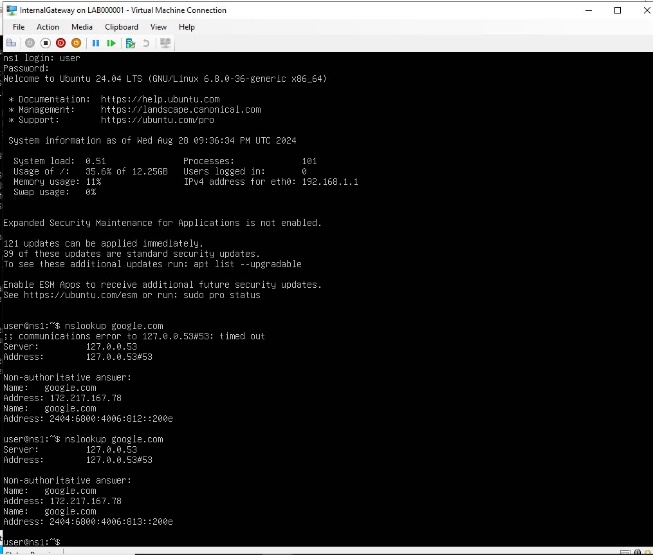 InternalGateway on LAB000001 - Virtual Machine Connection
File Action Media Clipboard View Help
ns1 login: user
Password:
Welcome to Ubuntu 24.04 LTS (GNU/Linux 6.8.0-36-generic x86_64)
* Documentation: https://help.ubuntu.com
* Management: https://landscape.canonical.com
* Support: https://ubuntu.com/pro
System information as of Wed Aug 28 09:36:34 PM UTC 2024
System load: 0.51 Processes: 101
Usage of /: 35.6% of 12.25GB Users logged in: 0
Memory usage: 11% IPv4 address for eth0: 192.168.1.1
Swap usage: 0%
Expanded Security Maintenance for Applications is not enabled.
121 updates can be applied immediately.
39 of these updates are standard security updates.
To see these additional updates run: apt list --upgradable
Enable ESM Apps to receive additional future security updates.
See https://ubuntu.com/esm or run: sudo pro status
user@ns1:~$ nslookup google.com
;; communications error to 127.0.0.53#53: timed out
Server: 127.0.0.53
Address: 127.0.0.53#53
Non-authoritative answer:
Name: google.com
Address: 172.217.167.78
Name: google.com
Address: 2404:6800:4006:812::200e
user@ns1:~$ nslookup google.com
Server: 127.0.0.53
Address: 127.0.0.53#53
Non-authoritative answer:
Name: google.com
Address: 172.217.167.78
Name: google.com
Address: 2404:6800:4006:813::200e
user@ns1:~$